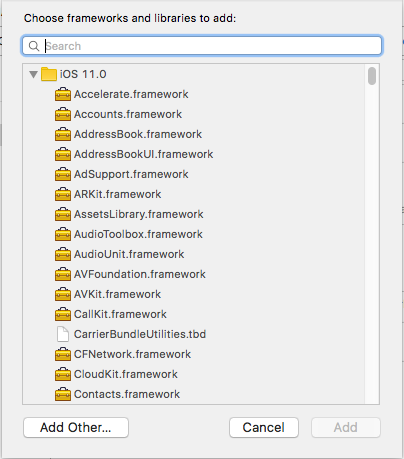 Choose frameworks and libraries to add:
Search
iOS 11.0
Accelerate.framework
Accounts.framework
AddressBook.framework
AddressBookUI.framework
AdSupport.framework
ARKit.framework
AssetsLibrary.framework
AudioToolbox.framework
AudioUnit.framework
AVFoundation.framework
AVKit.framework
CallKit.framework
CarrierBundleUtilities.tbd
CFNetwork.framework
CloudKit.framework
Contacts.framework
Add Other... Cancel Add